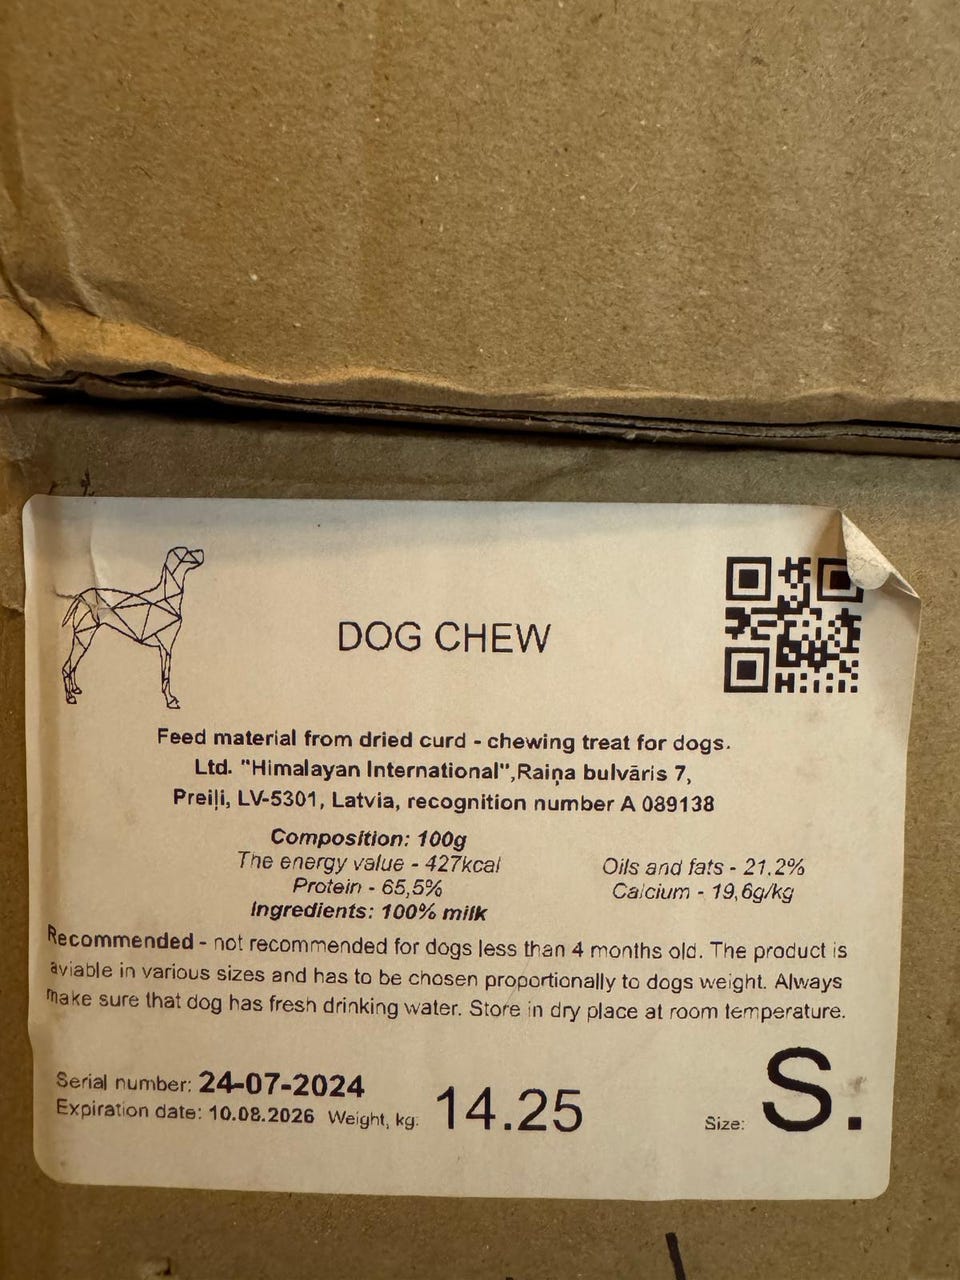 DOG CHEW
Feed material from dried curd - chewing treat for dogs.
Ltd. "Himalayan International",Raiņa bulvāris 7,
Preiļi, LV-5301, Latvia, recognition number A 089138
Composition: 100g
The energy value - 427kcal
Protein - 65,5%
Ingredients: 100% milk
Oils and fats - 21.2%
Calcium - 19,6g/kg
Recommended - not recommended for dogs less than 4 months old. The product is
aviable in various sizes and has to be chosen proportionally to dogs weight. Always
make sure that dog has fresh drinking water. Store in dry place at room temperature.
Serial number: 24-07-2024
Expiration date: 10.08.2026 Weight, kg: 14.25
Size: S.